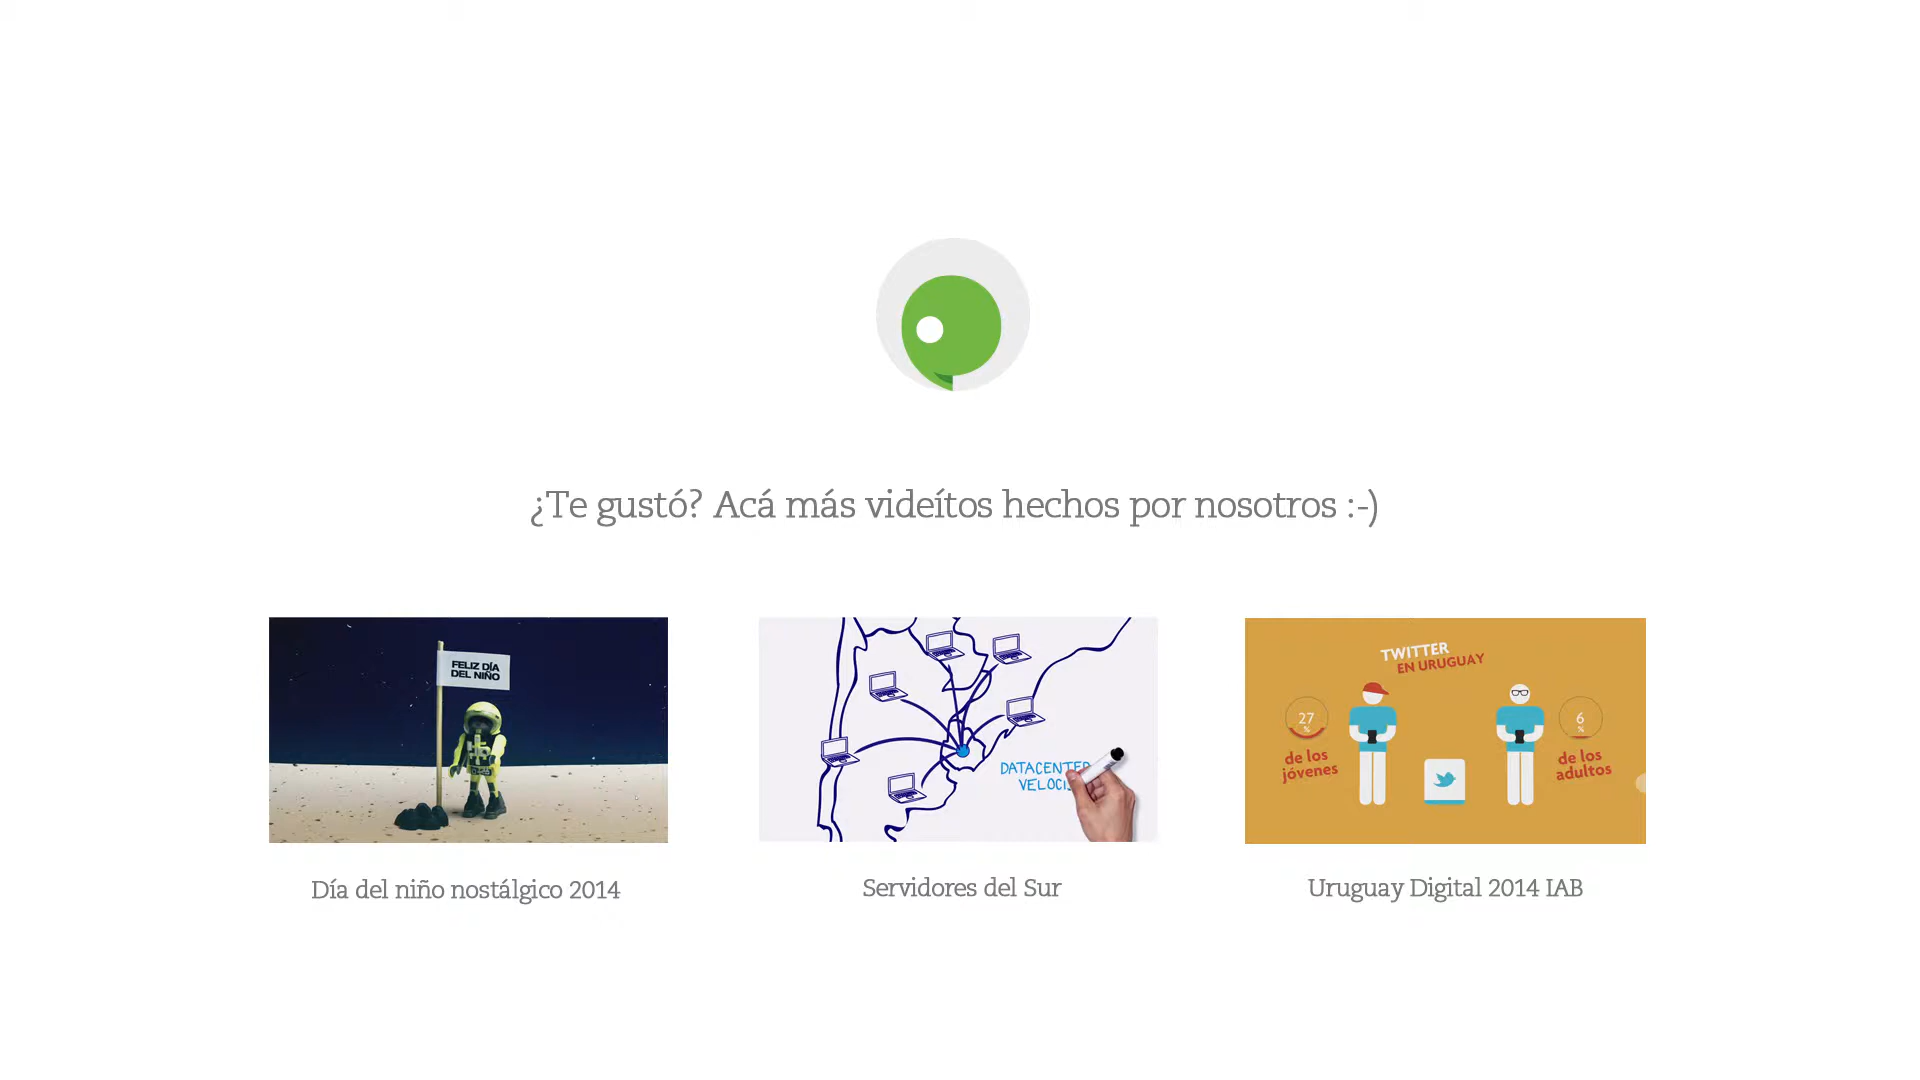 ¿Te gustó? Acá más videítos hechos por nosotros :-)
FELIZ DÍA
DEL NIÑO
DATACENTER
TWITTER
EN URUGUAY
27
%
de los
jóvenes
6
%
de los
adultos
Día del niño nostálgico 2014
Servidores del Sur
Uruguay Digital 2014 IAB